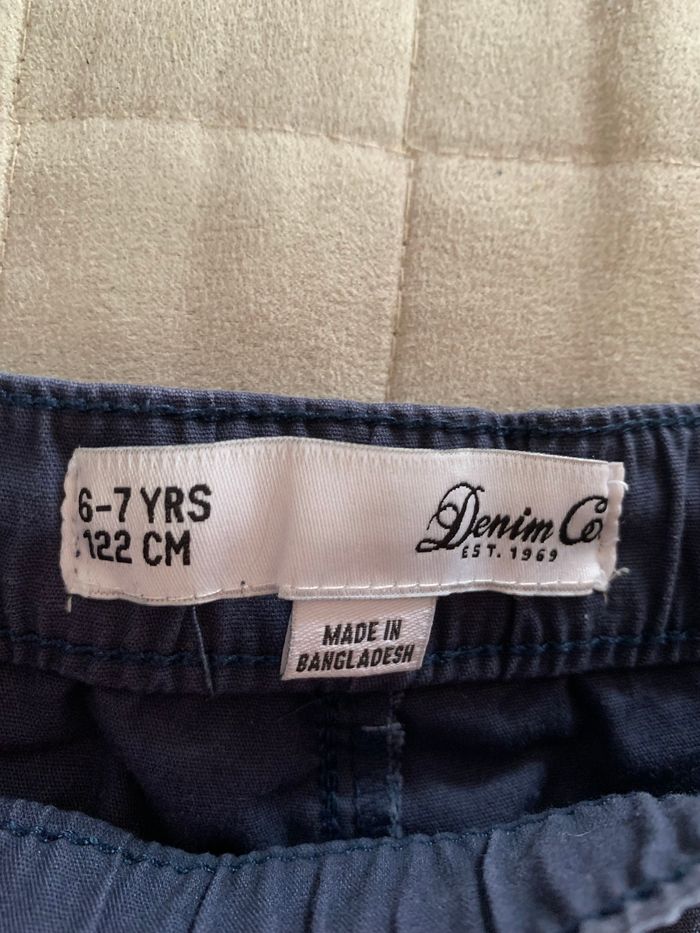 6-7 YRS
122 CM
Denim Co.
EST. 1969
MADE IN
BANGLADESH